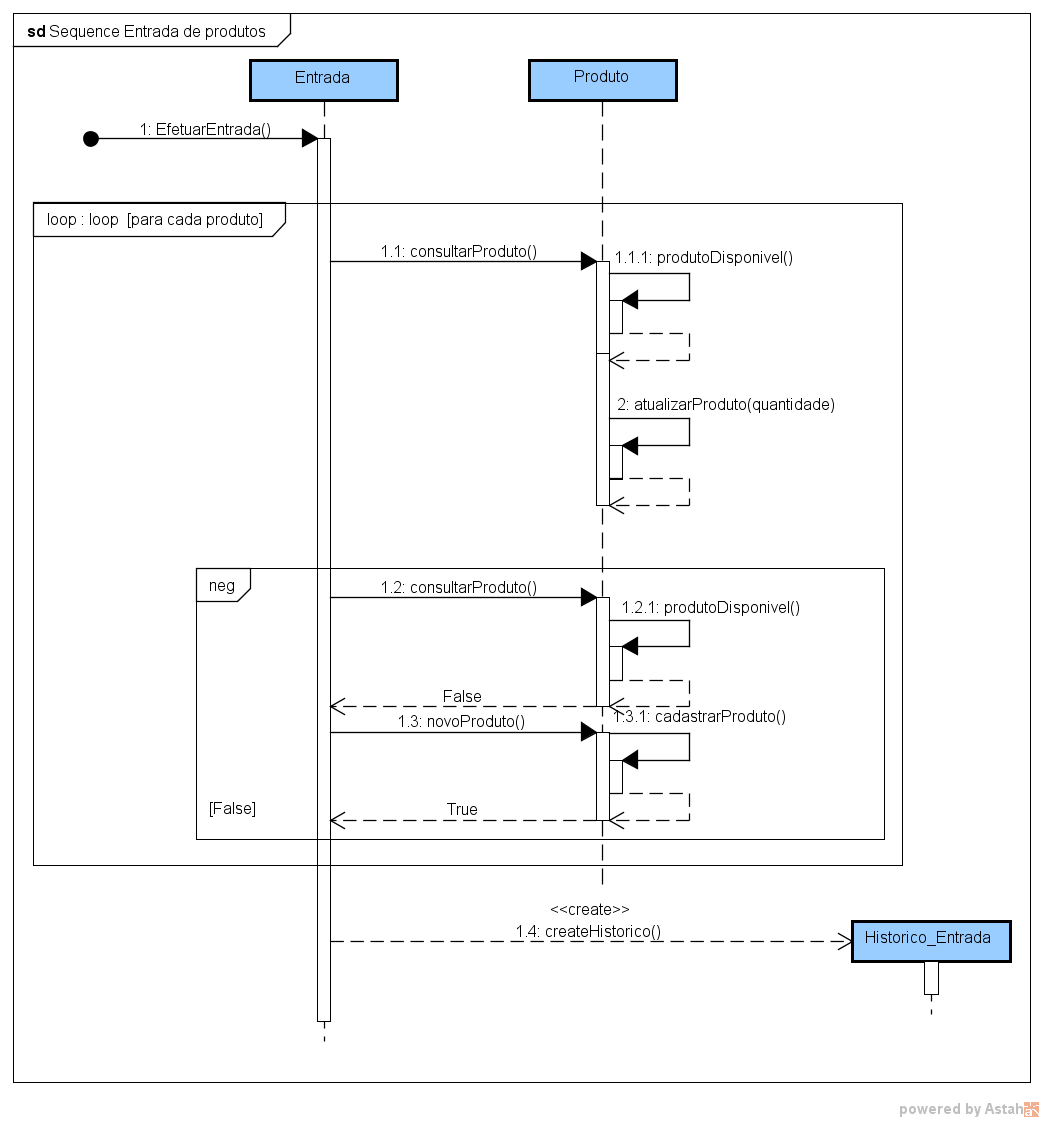 sd Sequence Entrada de produtos
Entrada
Produto
1: EfetuarEntrada()
loop : loop [para cada produto]
1.1: consultarProduto()
1.1.1: produtoDisponivel()
2: atualizarProduto(quantidade)
neg
1.2: consultarProduto()
1.2.1: produtoDisponivel()
False
1.3: novoProduto()
1.3.1: cadastrarProduto()
[False]
True
<<create>>
1.4: createHistorico()
Historico_Entrada
powered by Astah